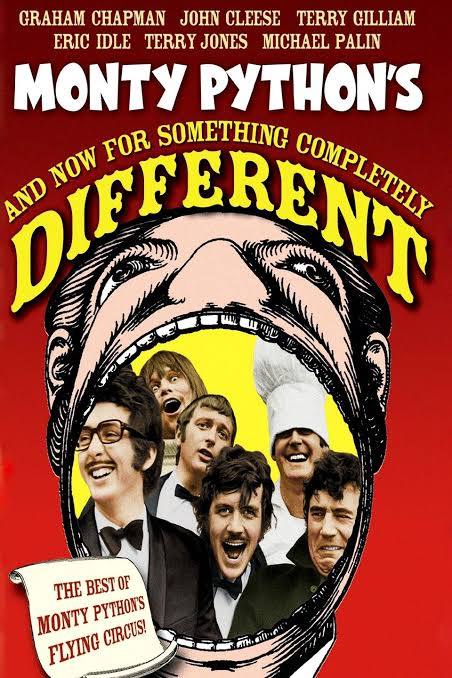 GRAHAM CHAPMAN JOHN CLEESE TERRY GILLIAM
ERIC IDLE TERRY JONES MICHAEL PALIN
MONTY PYTHON'S
AND NOW FOR SOMETHING COMPLETELY
DIFFERENT
THE BEST OF
MONTY PYTHON'S
FLYING CIRCUS!